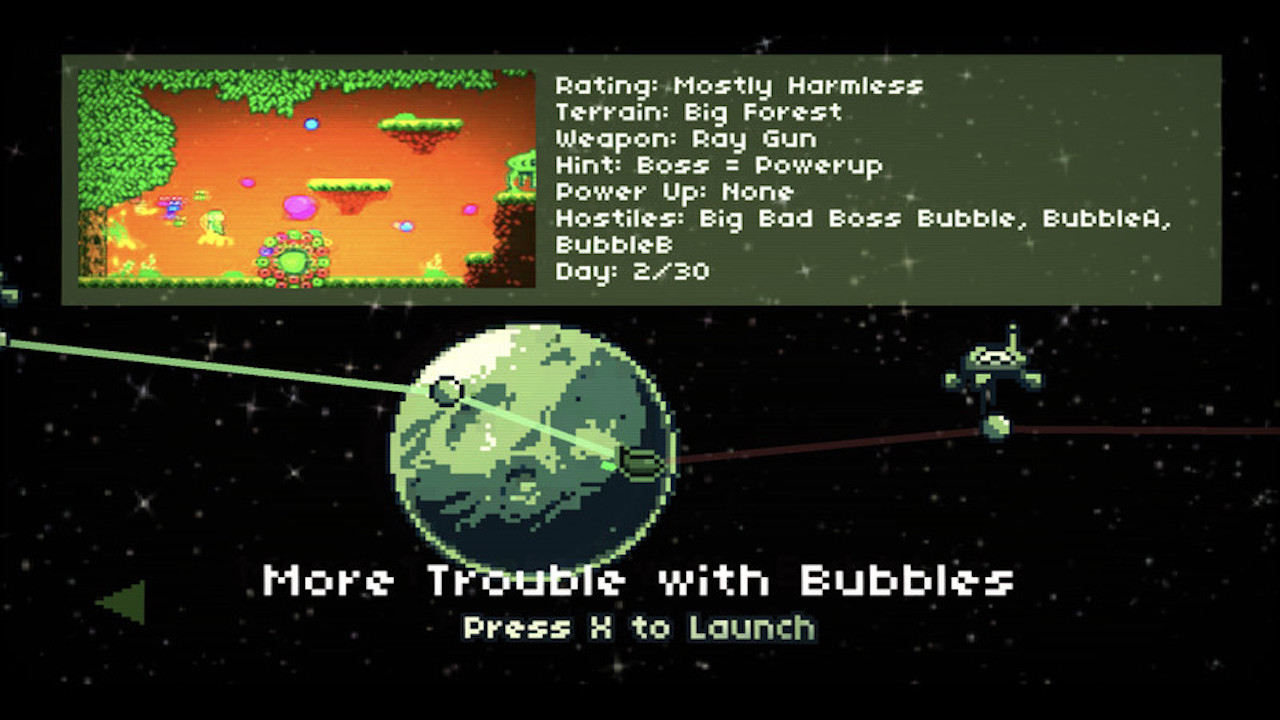 Rating: Mostly Harmless
Terrain: Big Forest
Weapon: Ray Gun
Hint: Boss = Powerup
Power Up: None
Hostiles: Big Bad Boss Bubble, BubbleA,
BubbleB
Day: 2/30
More Trouble with Bubbles
Press X to Launch